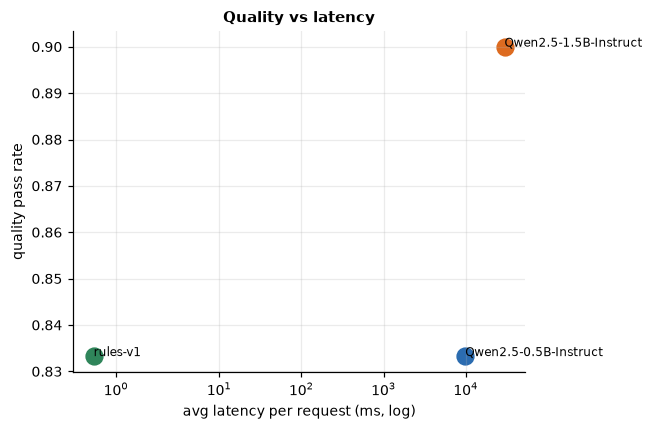 Quality vs latency
quality pass rate
0.90
0.89
0.88
0.87
0.86
0.85
0.84
0.83
Qwen2.5-1.5B-Instruct
rules-v1
Qwen2.5-0.5B-Instruct
10⁰ 10¹ 10² 10³ 10⁴
avg latency per request (ms, log)